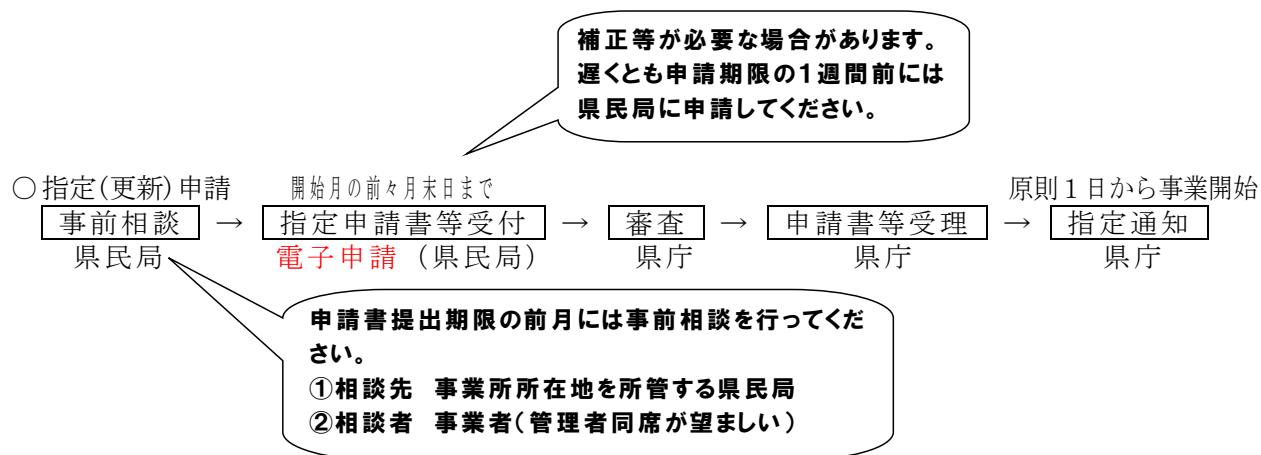 補正等が必要な場合があります。
遅くとも申請期限の1週間前には
県民局に申請してください。
○指定(更新)申請 開始月の前々月末日まで 原則1日から事業開始
事前相談 → 指定申請書等受付 → 審査 → 申請書等受理 → 指定通知
県民局 電子申請(県民局) 県庁 県庁 県庁
申請書提出期限の前月には事前相談を行ってくだ
さい。
①相談先 事業所所在地を所管する県民局
②相談者 事業者(管理者同席が望ましい)